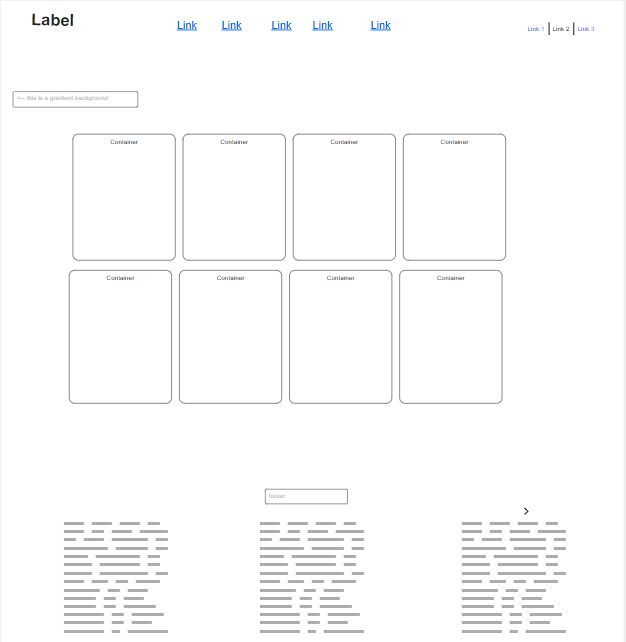 Label
Link Link Link Link Link
Link 1 Link 2 Link 3
<-- this is a gradient background
Container Container Container Container
Container Container Container Container
footer